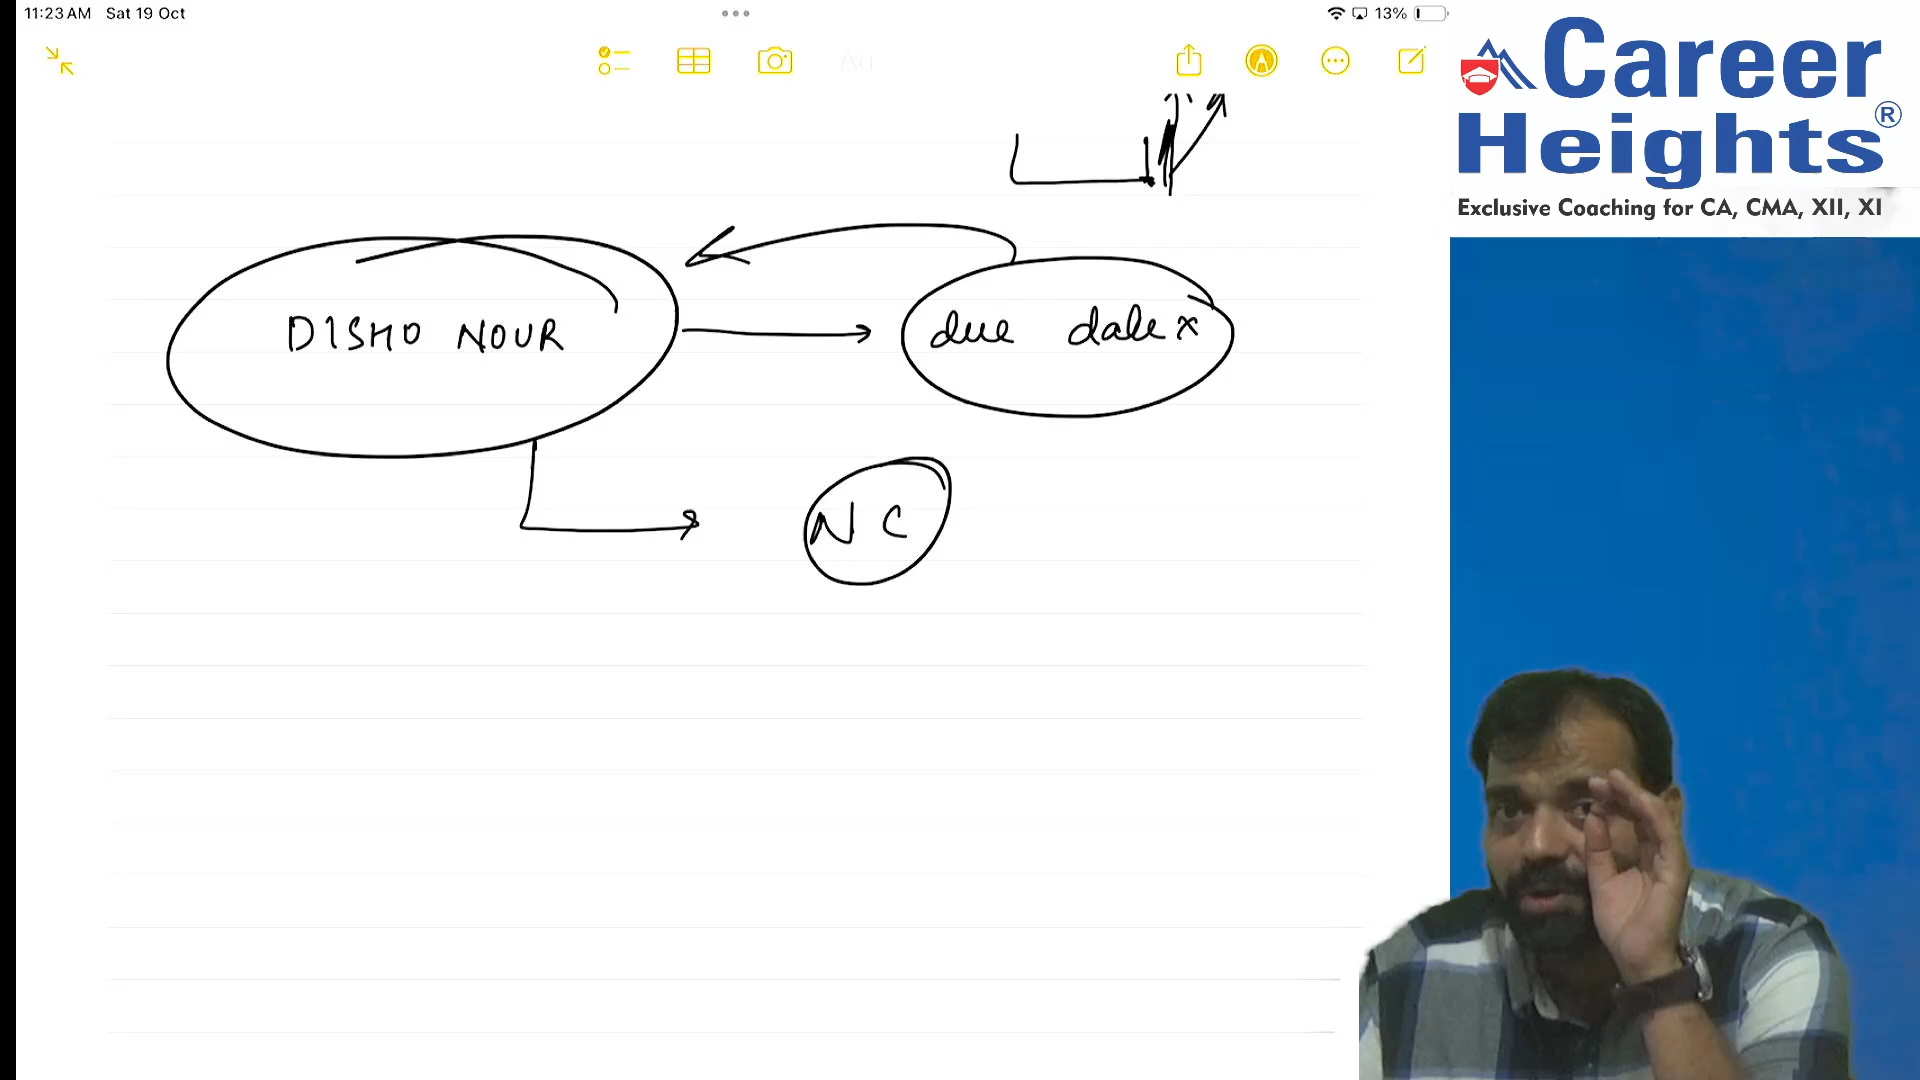 11:23 AM Sat 19 Oct
13%
Career
Heights®
Exclusive Coaching for CA, CMA, XII, XI
DISHO NOUR
due date x
NC